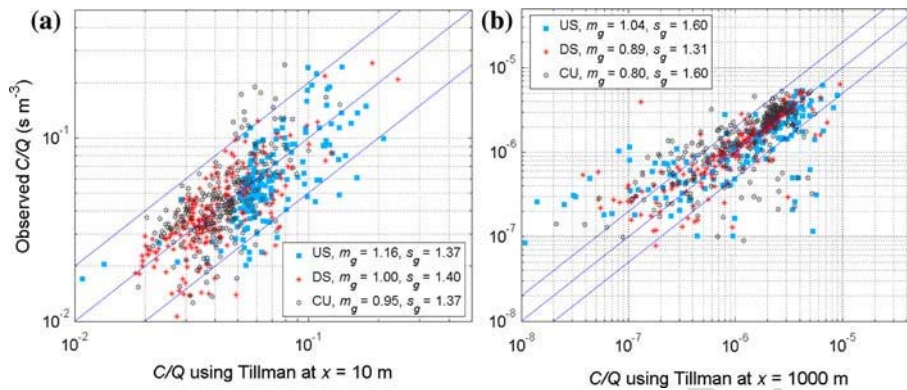 (a)
Observed C/Q (s m⁻³)
10⁻¹
10⁻²
US, m_g = 1.16, s_g = 1.37
DS, m_g = 1.00, s_g = 1.40
CU, m_g = 0.95, s_g = 1.37
10⁻² 10⁻¹
C/Q using Tillman at x = 10 m
(b)
US, m_g = 1.04, s_g = 1.60
DS, m_g = 0.89, s_g = 1.31
CU, m_g = 0.80, s_g = 1.60
10⁻⁵
10⁻⁶
10⁻⁷
10⁻⁸
10⁻⁸ 10⁻⁷ 10⁻⁶ 10⁻⁵
C/Q using Tillman at x = 1000 m